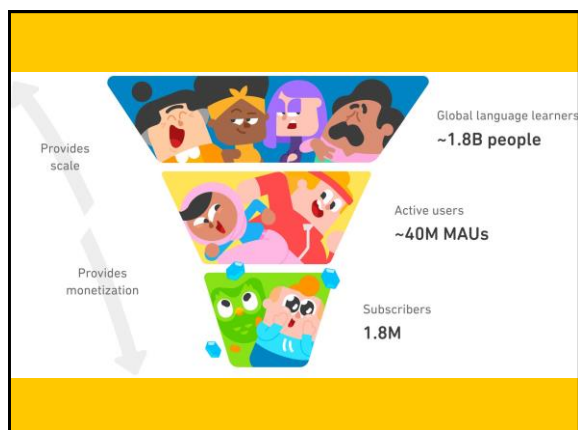 Provides
scale
Provides
monetization
Global language learners
~1.8B people
Active users
~40M MAUs
Subscribers
1.8M